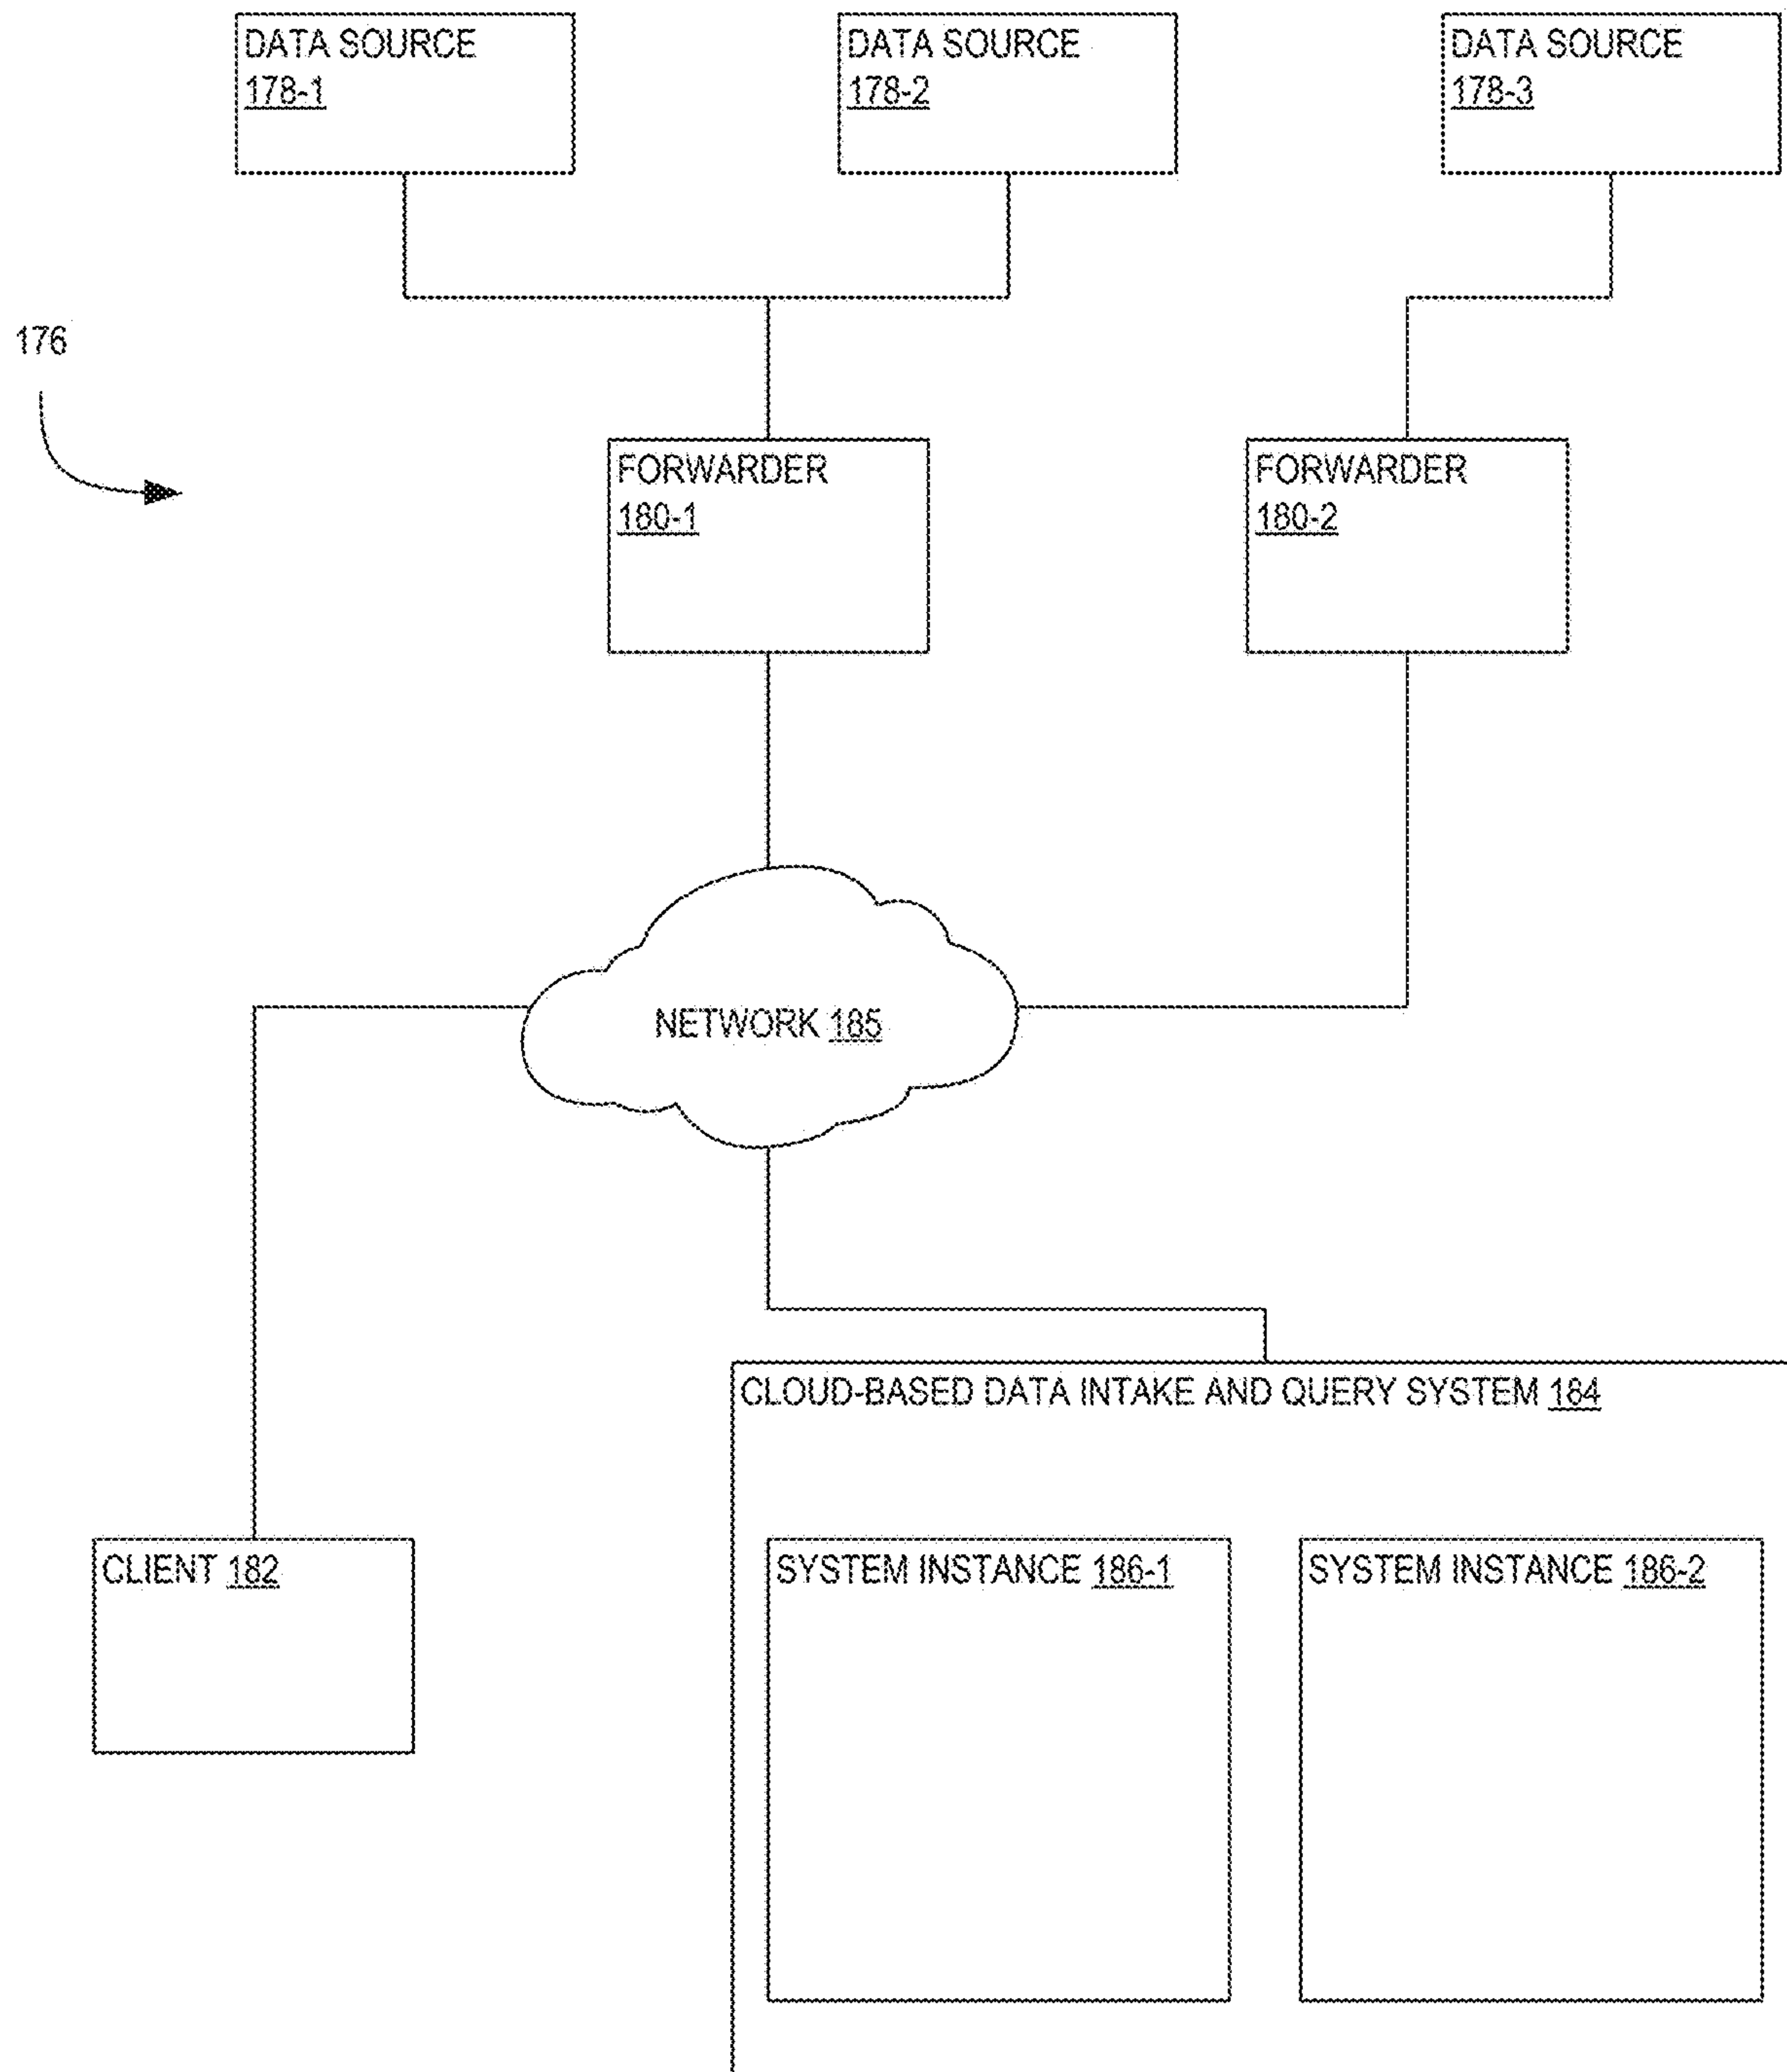 DATA SOURCE
178-1
DATA SOURCE
178-2
DATA SOURCE
178-3
176
FORWARDER
180-1
FORWARDER
180-2
NETWORK 185
CLOUD-BASED DATA INTAKE AND QUERY SYSTEM 184
CLIENT 182
SYSTEM INSTANCE 186-1
SYSTEM INSTANCE 186-2